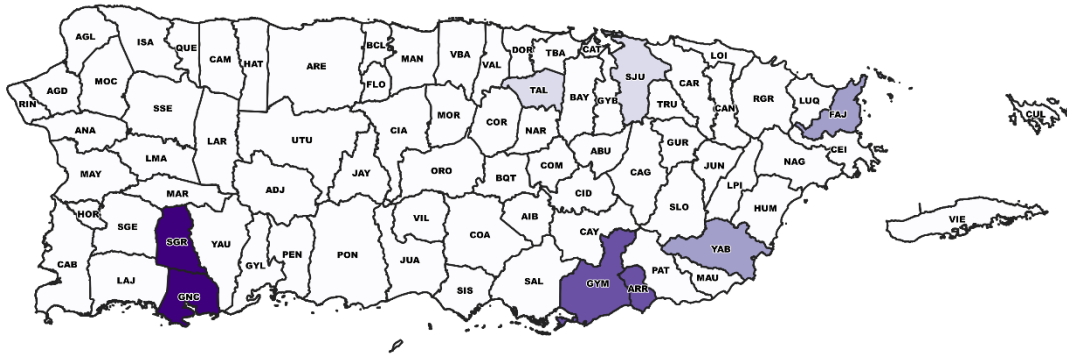 AGL
ISA
QUE
CAM
HAT
ARE
BCL
MAN
VBA
VAL
DOR
TBA
CAT
SJU
LOI
MOC
FLO
TAL
BAY
GYB
CAR
CAN
RGR
LUQ
FAJ
RIN
AGD
SSE
TRU
CUL
ANA
LAR
UTU
CIA
MOR
COR
NAR
ABU
GUR
CEI
MAY
LMA
ADJ
JAY
ORO
BQT
COM
CID
CAG
JUN
NAG
LPI
MAR
HOR
SGE
SGR
YAU
VIL
AIB
CAY
SLO
HUM
VIE
CAB
LAJ
GNC
GYL
PEN
PON
JUA
COA
SIS
SAL
GYM
ARR
PAT
MAU
YAB